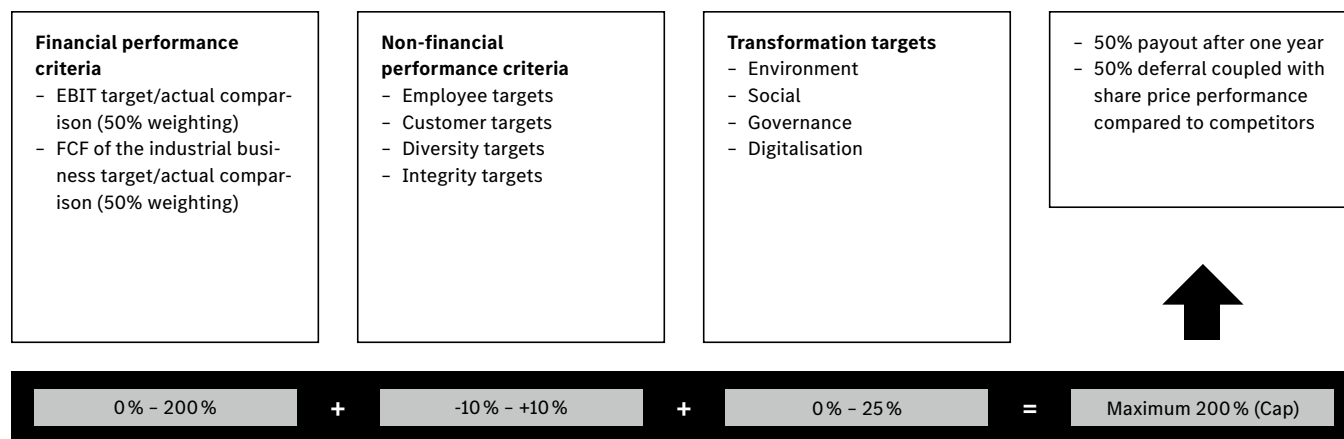 Financial performance
criteria
– EBIT target/actual compar-
ison (50% weighting)
– FCF of the industrial busi-
ness target/actual compar-
ison (50% weighting)
Non-financial
performance criteria
– Employee targets
– Customer targets
– Diversity targets
– Integrity targets
Transformation targets
– Environment
– Social
– Governance
– Digitalisation
– 50% payout after one year
– 50% deferral coupled with
share price performance
compared to competitors
0% – 200%
+
-10% – +10%
+
0% – 25%
=
Maximum 200% (Cap)